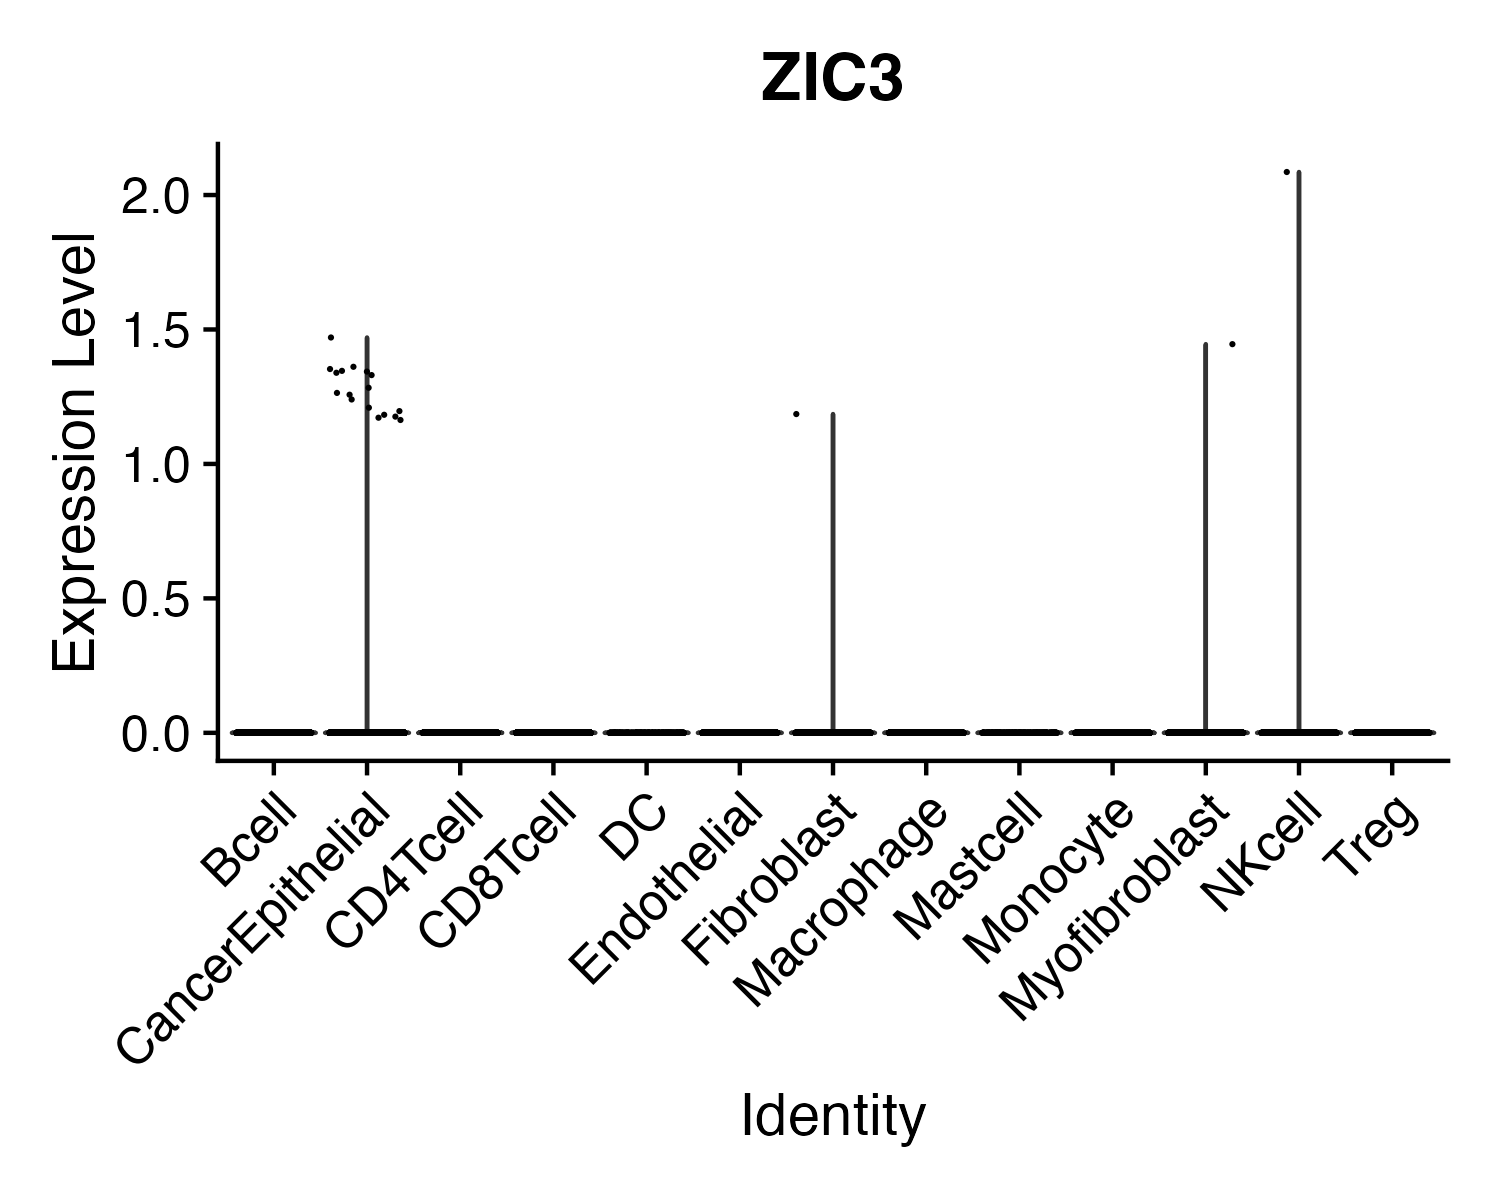 ZIC3
Expression Level
2.0
1.5
1.0
0.5
0.0
Bcell
CancerEpithelial
CD4Tcell
CD8Tcell
DC
Endothelial
Fibroblast
Macrophage
Mastcell
Monocyte
Myofibroblast
NKcell
Treg
Identity